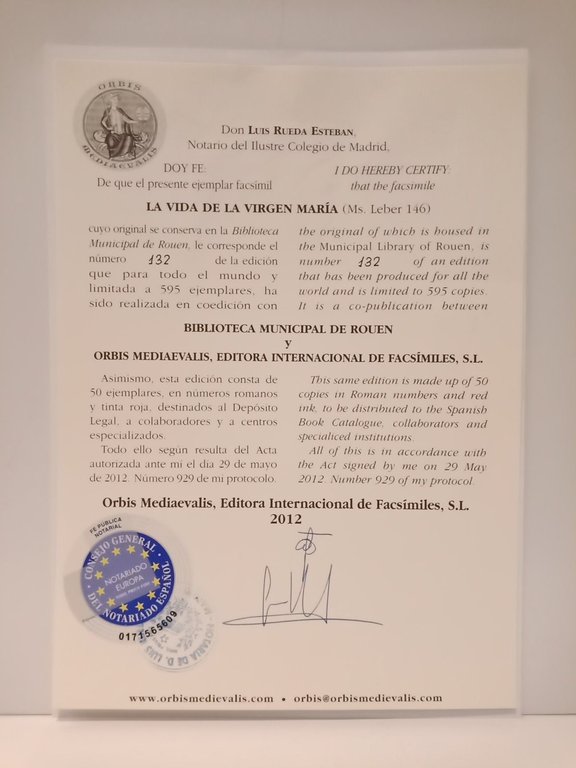 ORBIS
MEDIAEVALIS
Don LUIS RUEDA ESTEBAN,
Notario del Ilustre Colegio de Madrid,
DOY FE:
De que el presente ejemplar facsímil
I DO HEREBY CERTIFY:
that the facsimile
LA VIDA DE LA VIRGEN MARÍA (Ms. Leber 146)
cuyo original se conserva en la Biblioteca
Municipal de Rouen, le corresponde el
número 132 de la edición
que para todo el mundo y
limitada a 595 ejemplares, ha
sido realizada en coedición con
the original of which is housed in
the Municipal Library of Rouen, is
number 132 of an edition
that has been produced for all the
world and is limited to 595 copies.
It is a co-publication between
BIBLIOTECA MUNICIPAL DE ROUEN
y
ORBIS MEDIAEVALIS, EDITORA INTERNACIONAL DE FACSÍMILES, S.L.
Asimismo, esta edición consta de
50 ejemplares, en números romanos
y tinta roja, destinados al Depósito
Legal, a colaboradores y a centros
especializados.
Todo ello según resulta del Acta
autorizada ante mi el día 29 de mayo
de 2012. Número 929 de mi protocolo.
This same edition is made up of 50
copies in Roman numbers and red
ink, to be distributed to the Spanish
Book Catalogue, collaborators and
specialiced institutions.
All of this is in accordance with
the Act signed by me on 29 May
2012. Number 929 of my protocol.
Orbis Mediaevalis, Editora Internacional de Facsímiles, S.L.
2012
FE PÚBLICA
NOTARIAL
CONSEJO GENERAL
DEL NOTARIADO ESPAÑOL
NOTARIADO
EUROPA
0171565609
NOTARIA DE D. LUIS
www.orbismedievalis.com • orbis@orbismedievalis.com